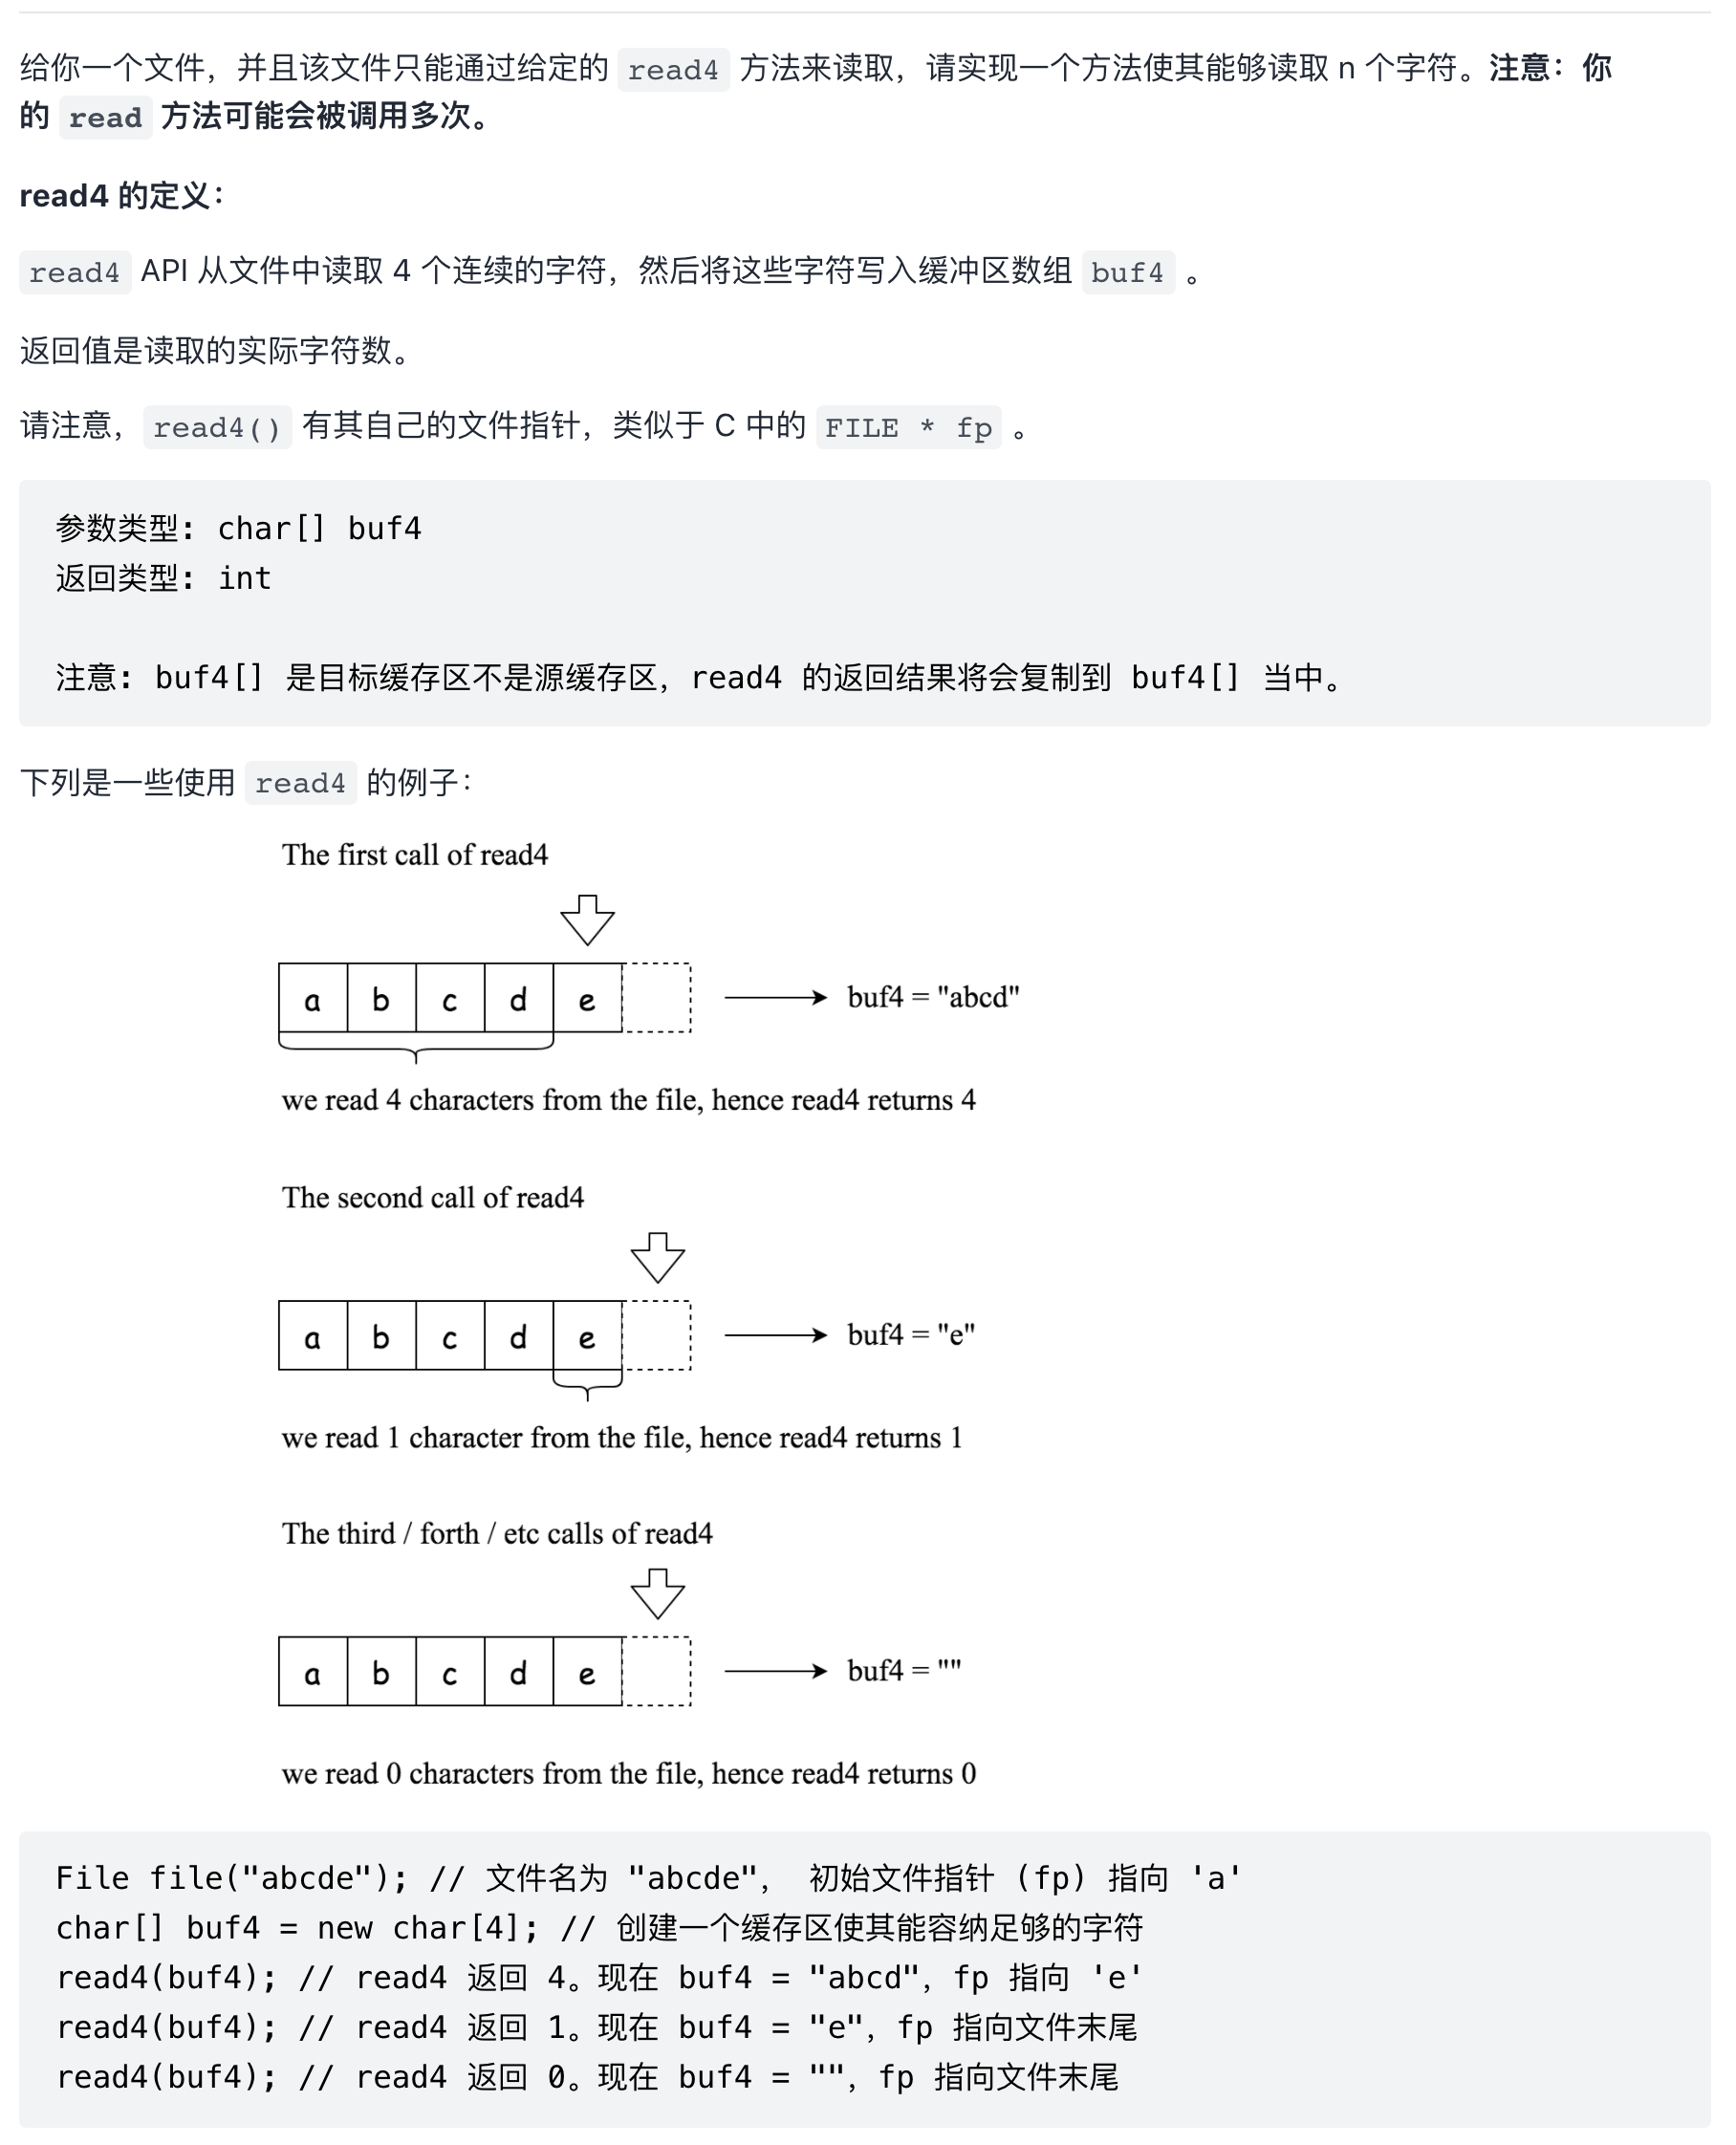 给你一个文件，并且该文件只能通过给定的 read4 方法来读取，请实现一个方法使其能够读取 n 个字符。注意：你
的 read 方法可能会被调用多次。
read4 的定义：
read4 API 从文件中读取 4 个连续的字符，然后将这些字符写入缓冲区数组 buf4 。
返回值是读取的实际字符数。
请注意，read4() 有其自己的文件指针，类似于 C 中的 FILE * fp 。
参数类型: char[] buf4
返回类型: int
注意: buf4[] 是目标缓存区不是源缓存区，read4 的返回结果将会复制到 buf4[] 当中。
下列是一些使用 read4 的例子：
The first call of read4
a b c d e buf4 = "abcd"
we read 4 characters from the file, hence read4 returns 4
The second call of read4
a b c d e buf4 = "e"
we read 1 character from the file, hence read4 returns 1
The third / forth / etc calls of read4
a b c d e buf4 = ""
we read 0 characters from the file, hence read4 returns 0
File file("abcde"); // 文件名为 "abcde"， 初始文件指针 (fp) 指向 'a'
char[] buf4 = new char[4]; // 创建一个缓存区使其能容纳足够的字符
read4(buf4); // read4 返回 4。现在 buf4 = "abcd"，fp 指向 'e'
read4(buf4); // read4 返回 1。现在 buf4 = "e"，fp 指向文件末尾
read4(buf4); // read4 返回 0。现在 buf4 = ""，fp 指向文件末尾